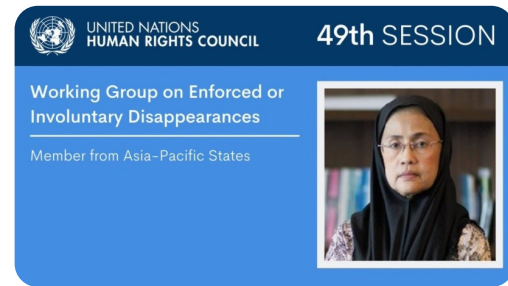 UNITED NATIONS
HUMAN RIGHTS COUNCIL
49th SESSION
Working Group on Enforced or
Involuntary Disappearances
Member from Asia-Pacific States